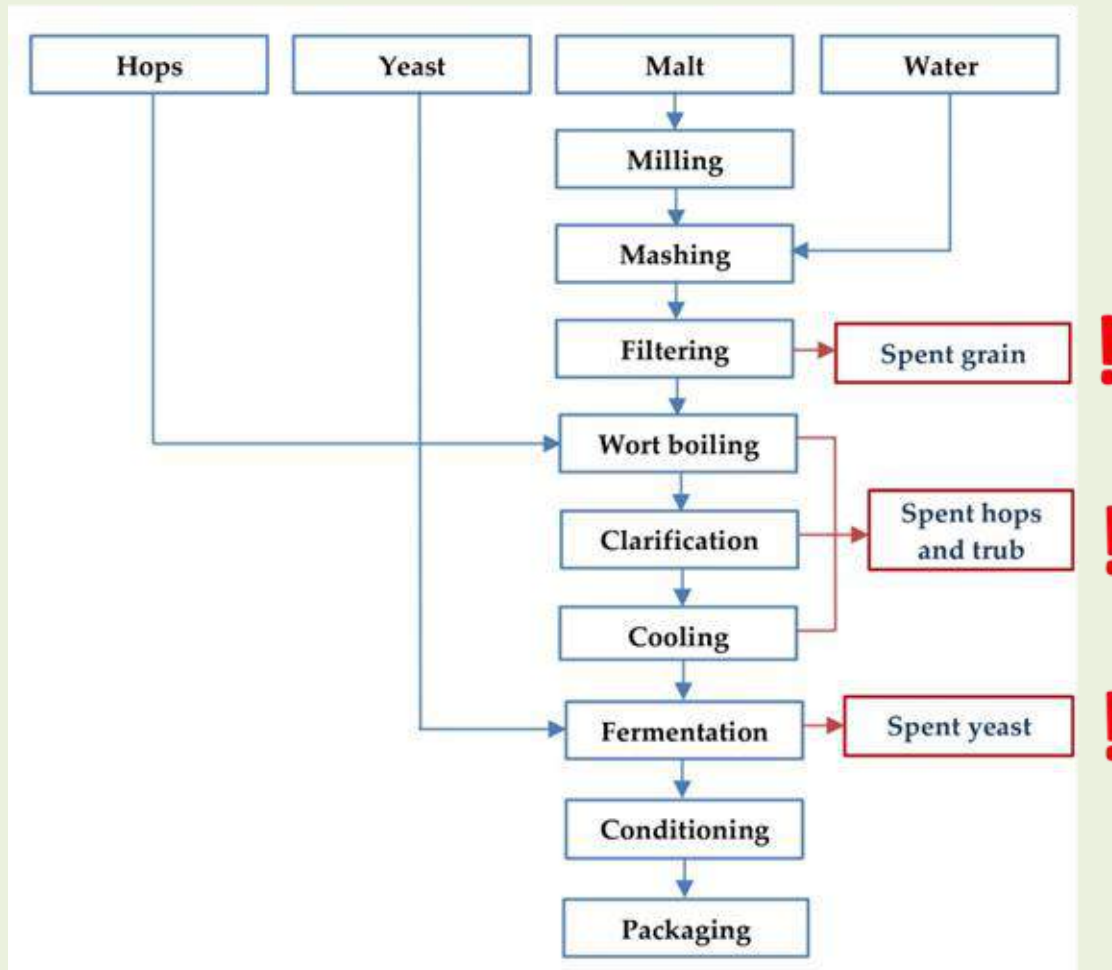 Hops
Yeast
Malt
Water
Milling
Mashing
Filtering
Spent grain
Wort boiling
Clarification
Spent hops
and trub
Cooling
Fermentation
Spent yeast
Conditioning
Packaging